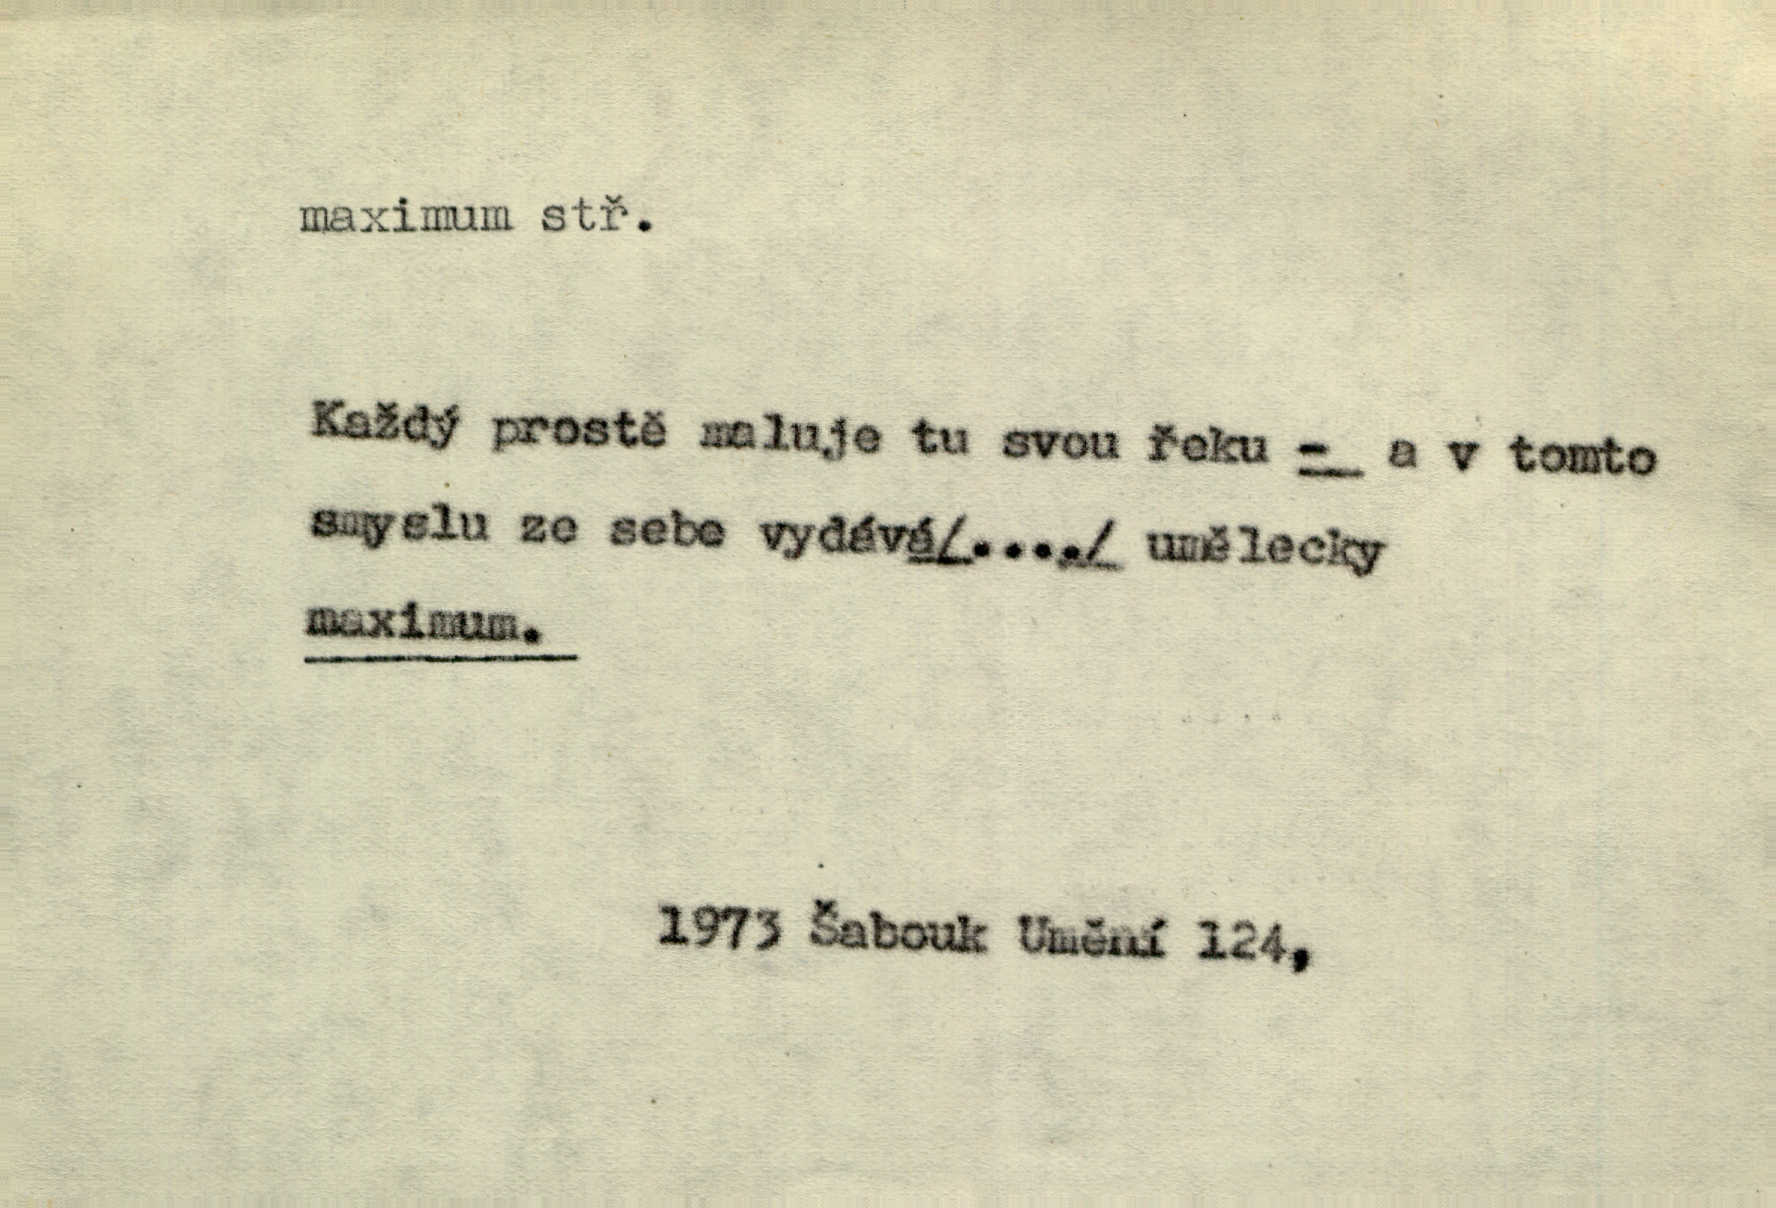 maximum stř.
Každý prostě maluje tu svou řeku - a v tomto
smyslu ze sebe vydává/..../ umělecky
maximum.
1973 Šabouk Umění 124,